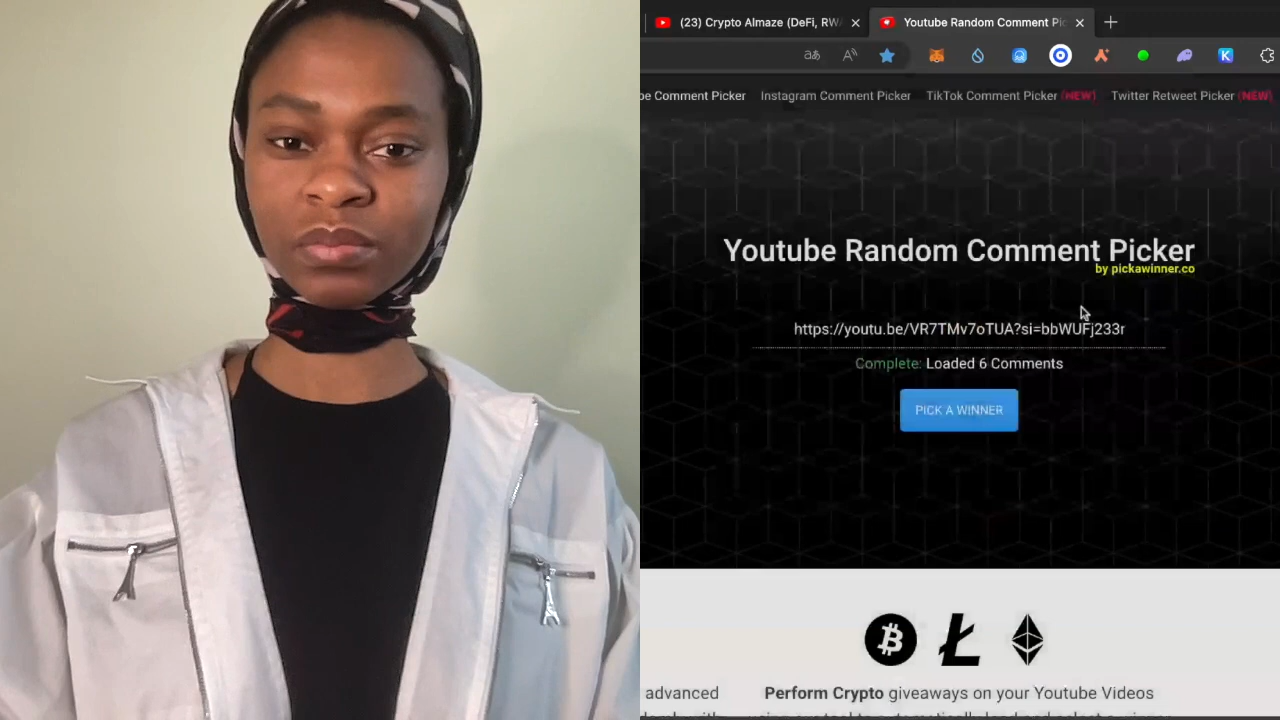 (23) Crypto Almaze (DeFi, RWA
Youtube Random Comment Pic
be Comment Picker Instagram Comment Picker TikTok Comment Picker (NEW) Twitter Retweet Picker (NEW)
Youtube Random Comment Picker
by pickawinner.co
https://youtu.be/VR7TMv7oTUA?si=bbWUFj233r
Complete: Loaded 6 Comments
PICK A WINNER
advanced
Perform Crypto giveaways on your Youtube Videos